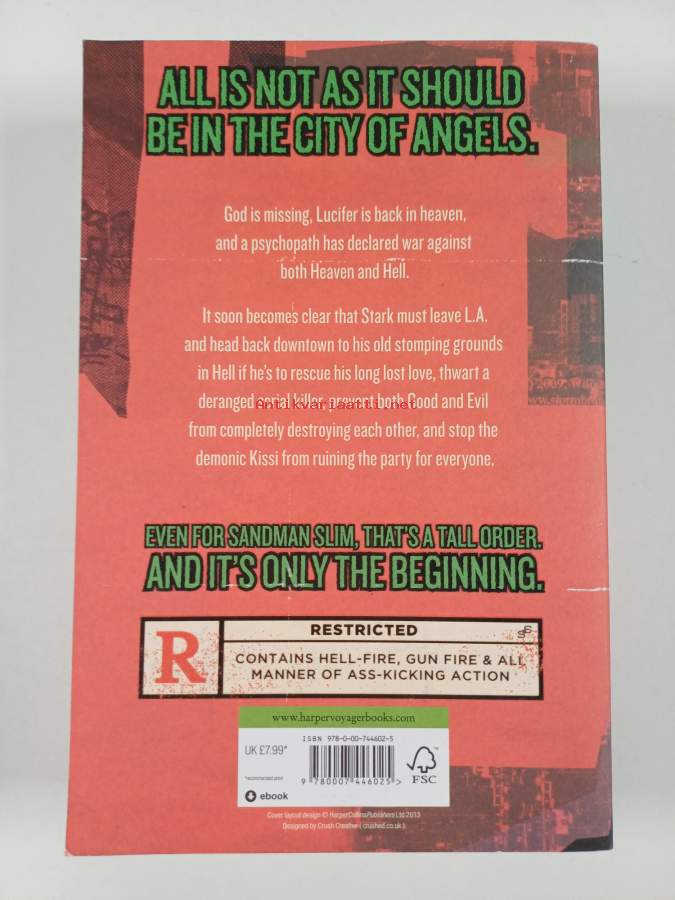 ALL IS NOT AS IT SHOULD
BE IN THE CITY OF ANGELS.
God is missing, Lucifer is back in heaven,
and a psychopath has declared war against
both Heaven and Hell.
It soon becomes clear that Stark must leave L.A.
and head back downtown to his old stomping grounds
in Hell if he's to rescue his long lost love, thwart a
deranged serial killer, prevent both Good and Evil
Antikvariaatti.net
from completely destroying each other, and stop the
demonic Kissi from ruining the party for everyone.
EVEN FOR SANDMAN SLIM, THAT'S A TALL ORDER.
AND IT'S ONLY THE BEGINNING.
R
RESTRICTED
CONTAINS HELL-FIRE, GUN FIRE & ALL
MANNER OF ASS-KICKING ACTION
www.harpervoyagerbooks.com
ISBN 978-0-00-744602-5
UK £7.99*
*recommended price
9 780007 446025 >
FSC
ebook
Cover layout design © HarperCollinsPublishers Ltd 2013
Designed by Crush Creative (crushed.co.uk)